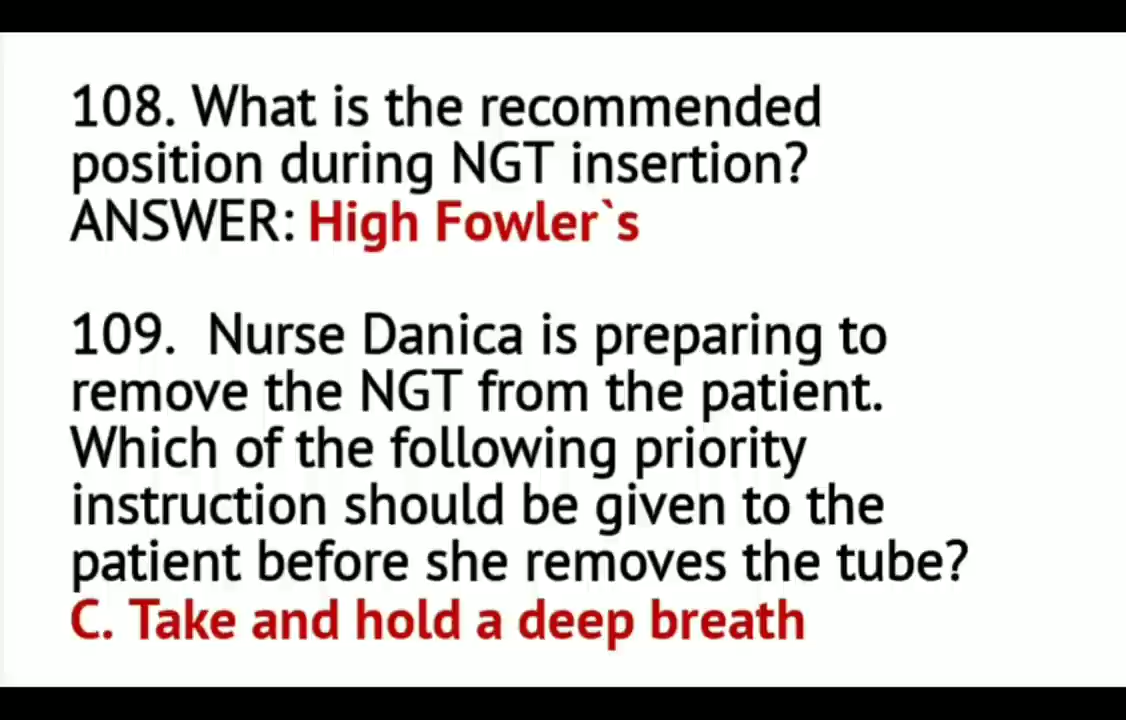 108. What is the recommended
position during NGT insertion?
ANSWER: High Fowler`s
109.  Nurse Danica is preparing to
remove the NGT from the patient.
Which of the following priority
instruction should be given to the
patient before she removes the tube?
C. Take and hold a deep breath